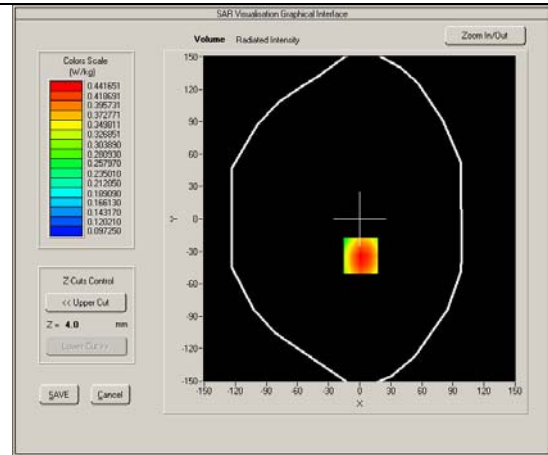 SAR Visualisation Graphical Interface
Volume Radiated Intensity
Zoom In/Out
Colors Scale
(W/kg)
0.441651
0.418691
0.395731
0.372771
0.349811
0.326851
0.303890
0.280930
0.257970
0.235010
0.212050
0.189090
0.166130
0.143170
0.120210
0.097250
Z Cuts Control
<< Upper Cut
Z = 4.0 mm
Lower Cut >>
SAVE Cancel
150
120
90
60
30
0
-30
-60
-90
-120
-150
Y
-150 -120 -90 -60 -30 0 30 60 90 120 150
X